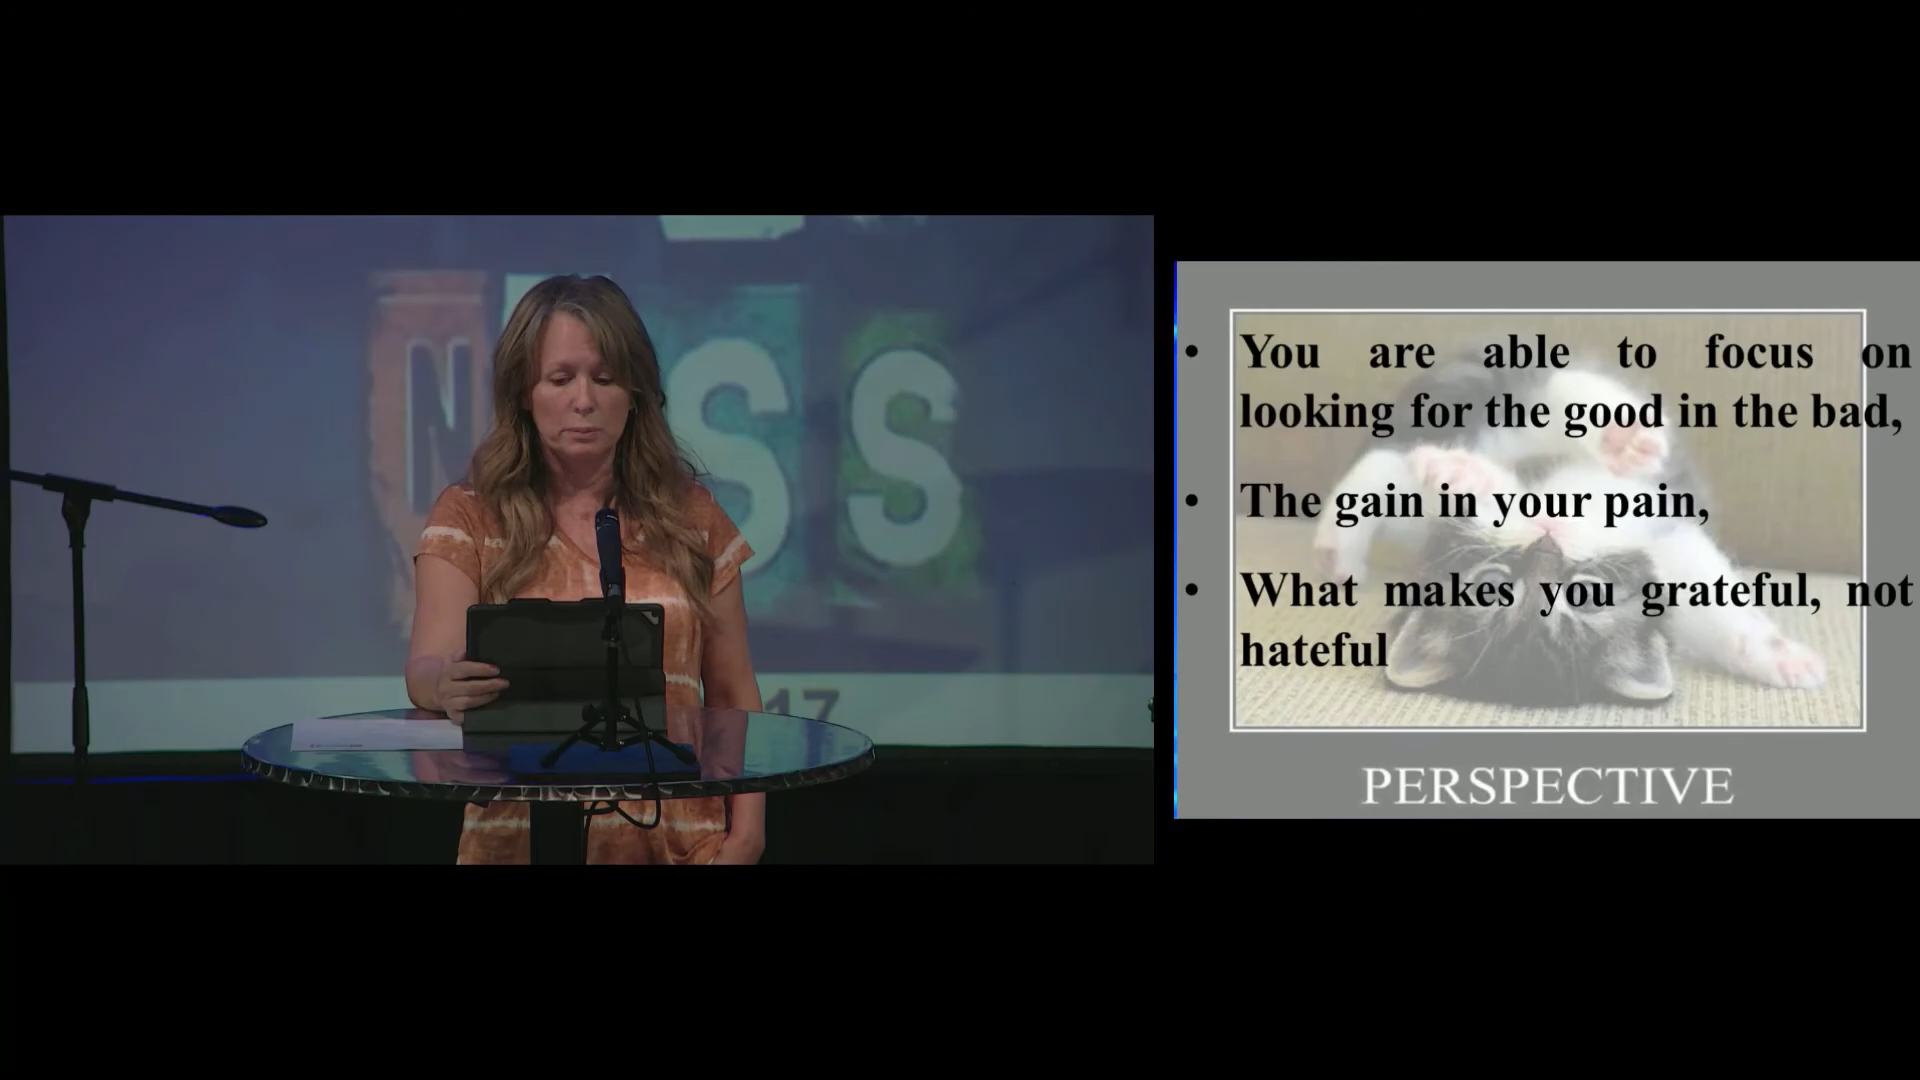 N SS
17
• You are able to focus on
looking for the good in the bad,
• The gain in your pain,
• What makes you grateful, not
hateful
PERSPECTIVE